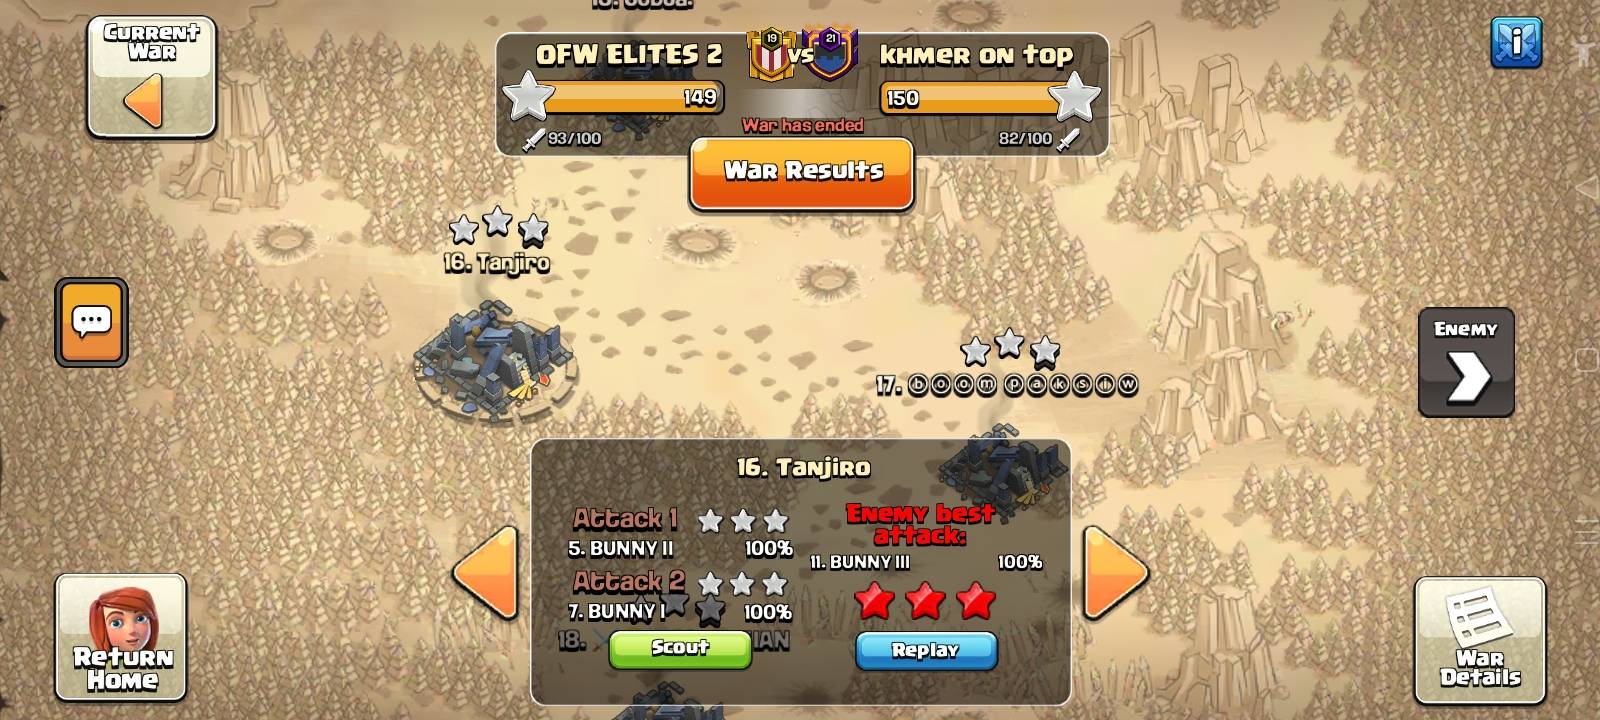 Current
War
OFW ELITES 2
19
vs
21
khmer on top
149
150
War has ended
93/100
82/100
War Results
16. Tanjiro
Enemy
17. ⓑⓞⓞⓜ ⓟⓐⓚⓢⓘⓦ
16. Tanjiro
Attack 1
5. BUNNY II
100%
Attack 2
7. BUNNY I
100%
Enemy best
attack:
11. BUNNY III
100%
18.
Scout
Replay
Return
Home
War
Details